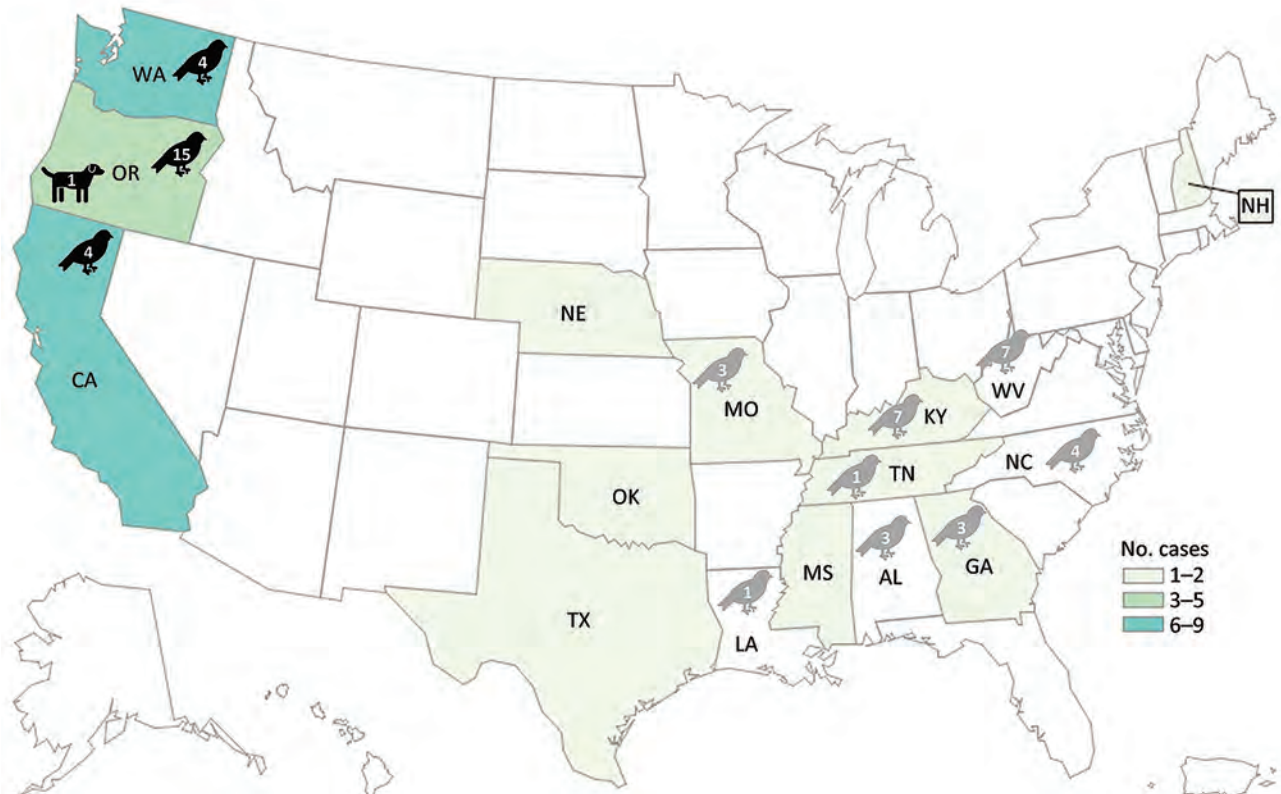 WA
4
OR
15
1
4
CA
NH
NE
3
MO
7
WV
7
KY
1
TN
NC
4
OK
3
AL
3
GA
MS
1
LA
TX
No. cases
1–2
3–5
6–9